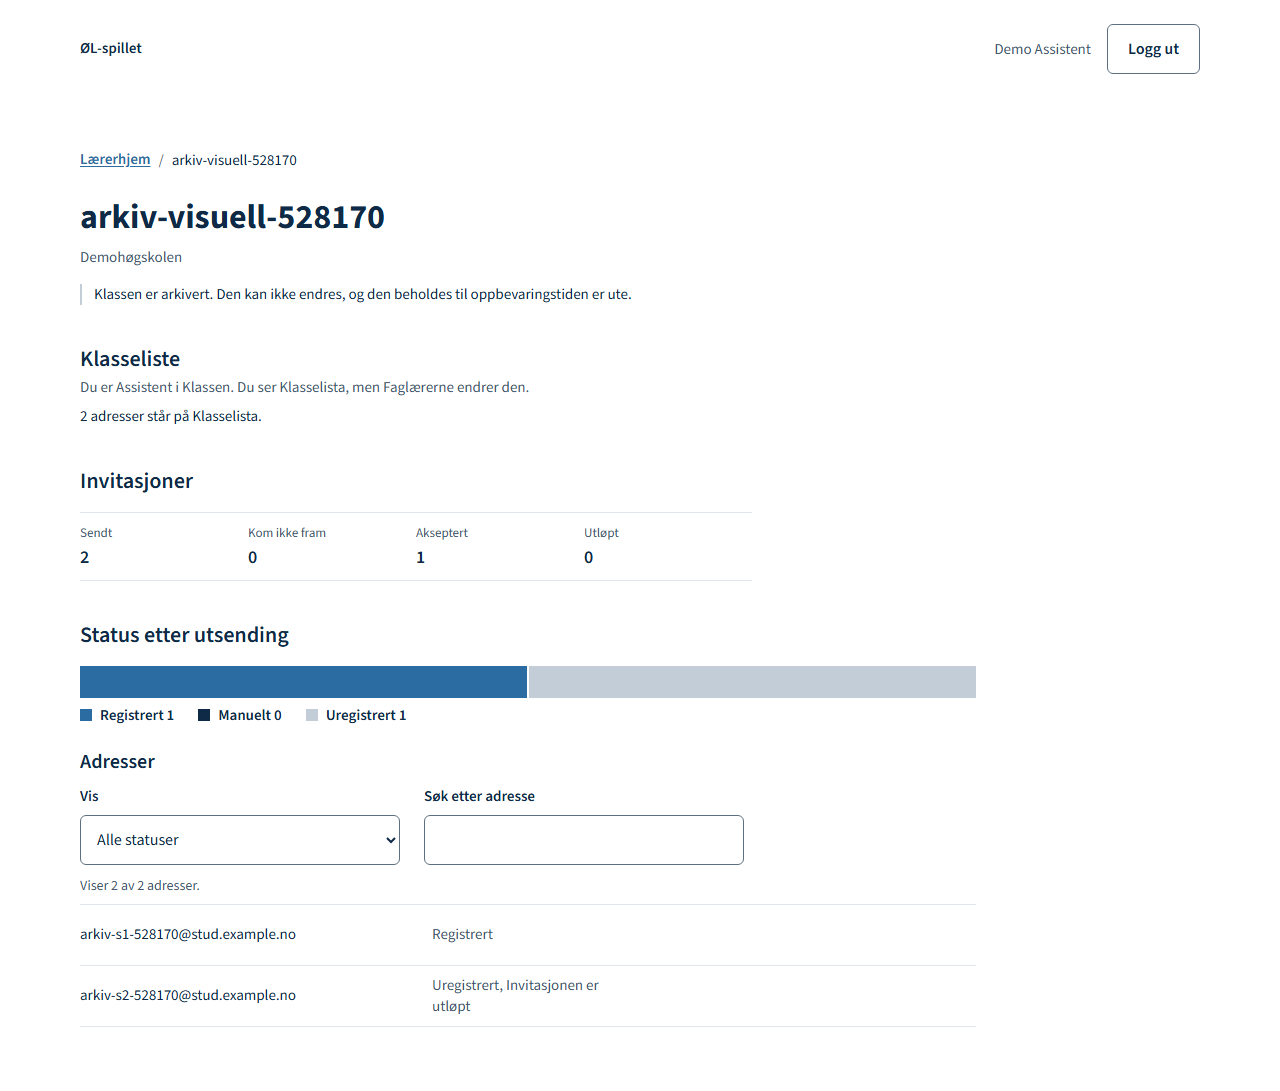 ØL-spillet
Demo Assistent
Logg ut
Lærerhjem / arkiv-visuell-528170
arkiv-visuell-528170
Demohøgskolen
Klassen er arkivert. Den kan ikke endres, og den beholdes til oppbevaringstiden er ute.
Klasseliste
Du er Assistent i Klassen. Du ser Klasselista, men Faglærerne endrer den.
2 adresser står på Klasselista.
Invitasjoner
Sendt
2
Kom ikke fram
0
Akseptert
1
Utløpt
0
Status etter utsending
Registrert 1
Manuelt 0
Uregistrert 1
Adresser
Vis
Alle statuser
Søk etter adresse
Viser 2 av 2 adresser.
arkiv-s1-528170@stud.example.no
Registrert
arkiv-s2-528170@stud.example.no
Uregistrert, Invitasjonen er
utløpt